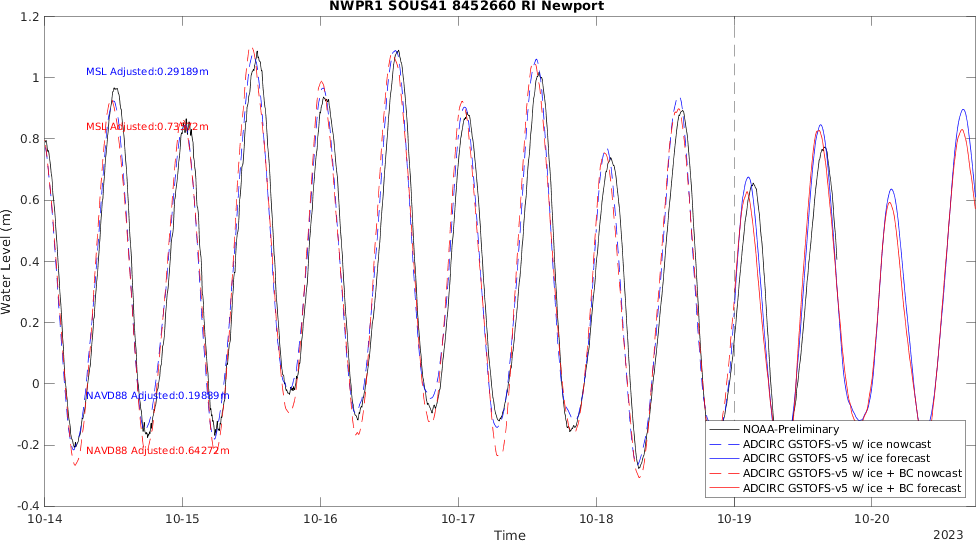 NWPR1 SOUS41 8452660 RI Newport
1.2
1
0.8
0.6
0.4
0.2
0
-0.2
-0.4
Water Level (m)
MSL Adjusted:0.29189m
NAVD88 Adjusted:0.19889m
NAVD88 Adjusted:0.64272m
NOAA-Preliminary
ADCIRC GSTOFS-v5 w/ ice nowcast
ADCIRC GSTOFS-v5 w/ ice forecast
ADCIRC GSTOFS-v5 w/ ice + BC nowcast
ADCIRC GSTOFS-v5 w/ ice + BC forecast
10-14
10-15
10-16
10-17
10-18
10-19
10-20
Time
2023